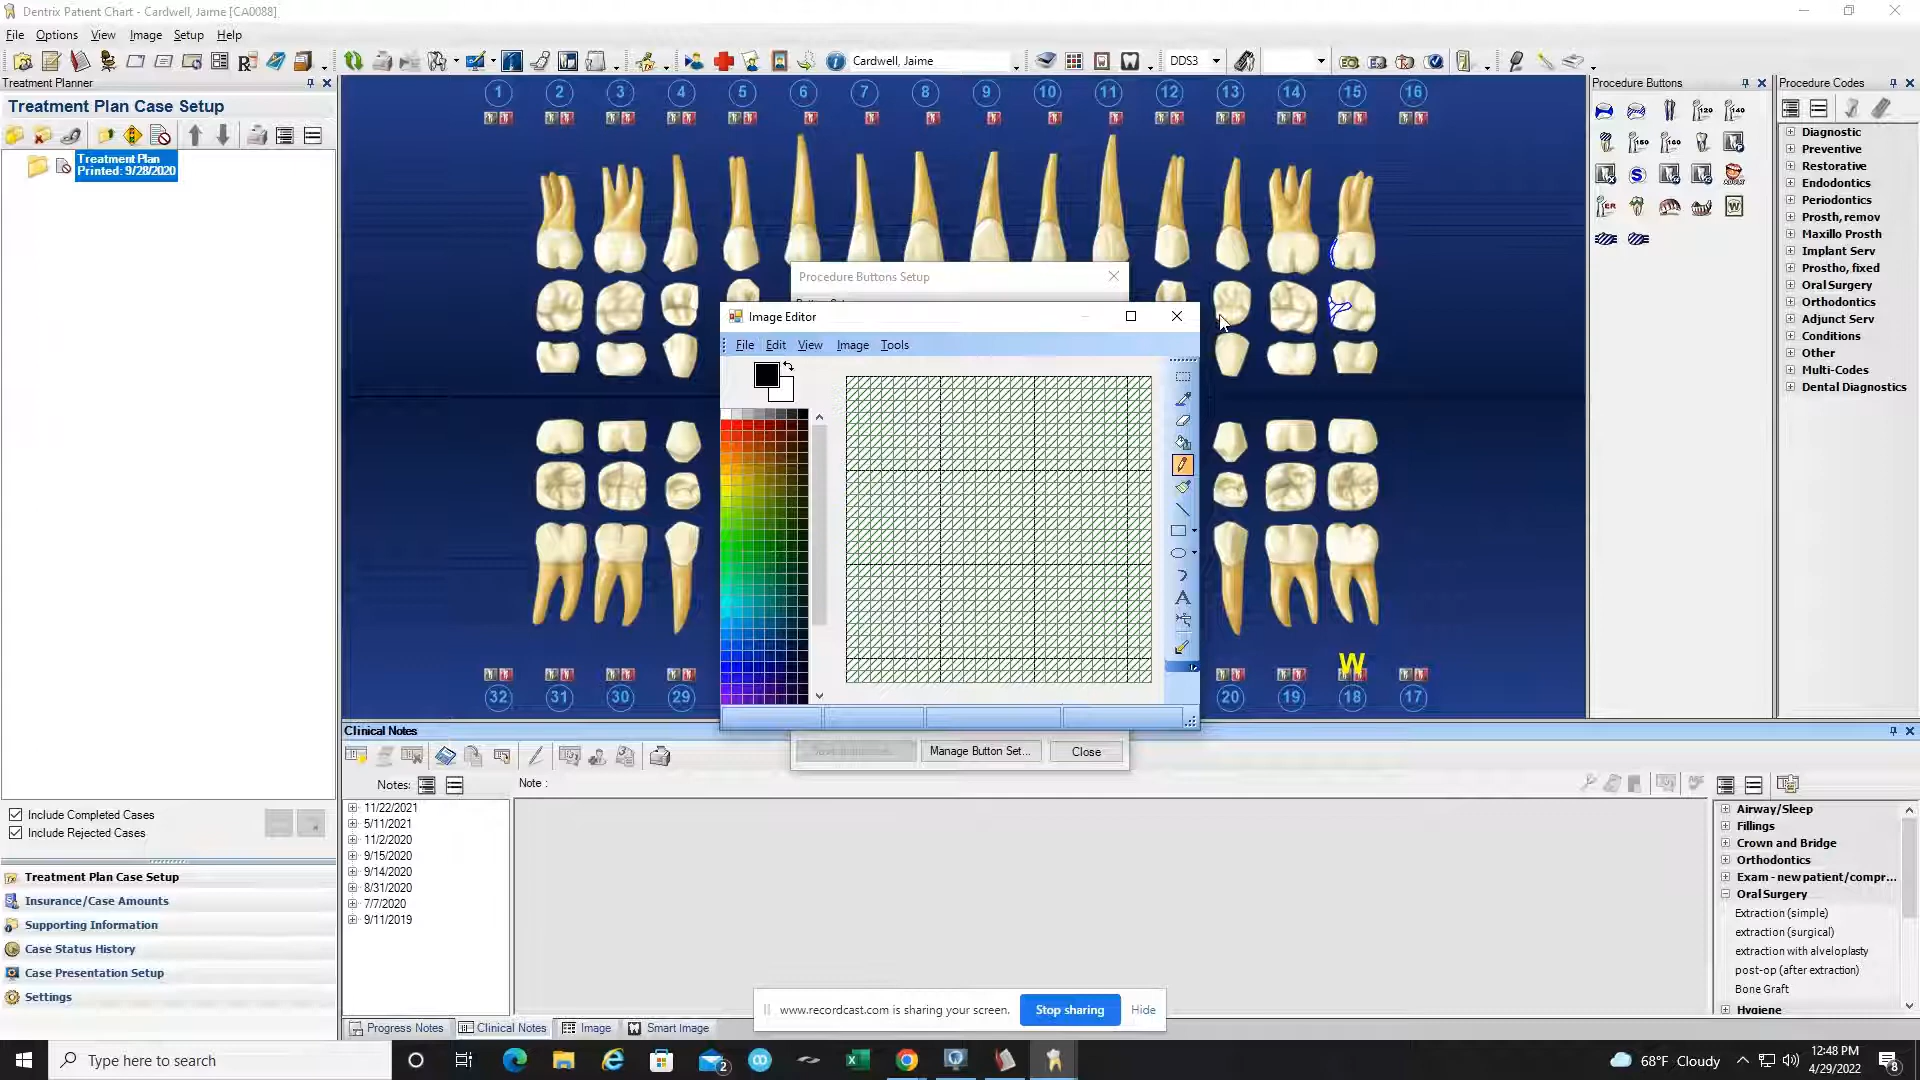 Dentrix Patient Chart - Cardwell, Jaime [CA0088]
File Options View Image Setup Help
Cardwell, Jaime
DDS3
Treatment Planner
Treatment Plan Case Setup
Treatment Plan
Printed: 9/28/2020
1 2 3 4 5 6 7 8 9 10 11 12 13 14 15 16
Procedure Buttons Setup
Image Editor
File Edit View Image Tools
W
32 31 30 29 20 19 18 17
Manage Button Set...
Close
Procedure Buttons
120
140
150
160
S
ER
W
Procedure Codes
Diagnostic
Preventive
Restorative
Endodontics
Periodontics
Prosth, remov
Maxillo Prosth
Implant Serv
Prostho, fixed
Oral Surgery
Orthodontics
Adjunct Serv
Conditions
Other
Multi-Codes
Dental Diagnostics
Include Completed Cases
Include Rejected Cases
Treatment Plan Case Setup
Insurance/Case Amounts
Supporting Information
Case Status History
Case Presentation Setup
Settings
Clinical Notes
Notes:
Note :
11/22/2021
5/11/2021
11/2/2020
9/15/2020
9/14/2020
8/31/2020
7/7/2020
9/11/2019
Airway/Sleep
Fillings
Crown and Bridge
Orthodontics
Exam - new patient/compr...
Oral Surgery
Extraction (simple)
extraction (surgical)
extraction with alveloplasty
post-op (after extraction)
Bone Graft
Hygiene
www.recordcast.com is sharing your screen.
Stop sharing
Hide
Progress Notes
Clinical Notes
Image
Smart Image
Type here to search
2
68°F Cloudy
12:48 PM
4/29/2022
8